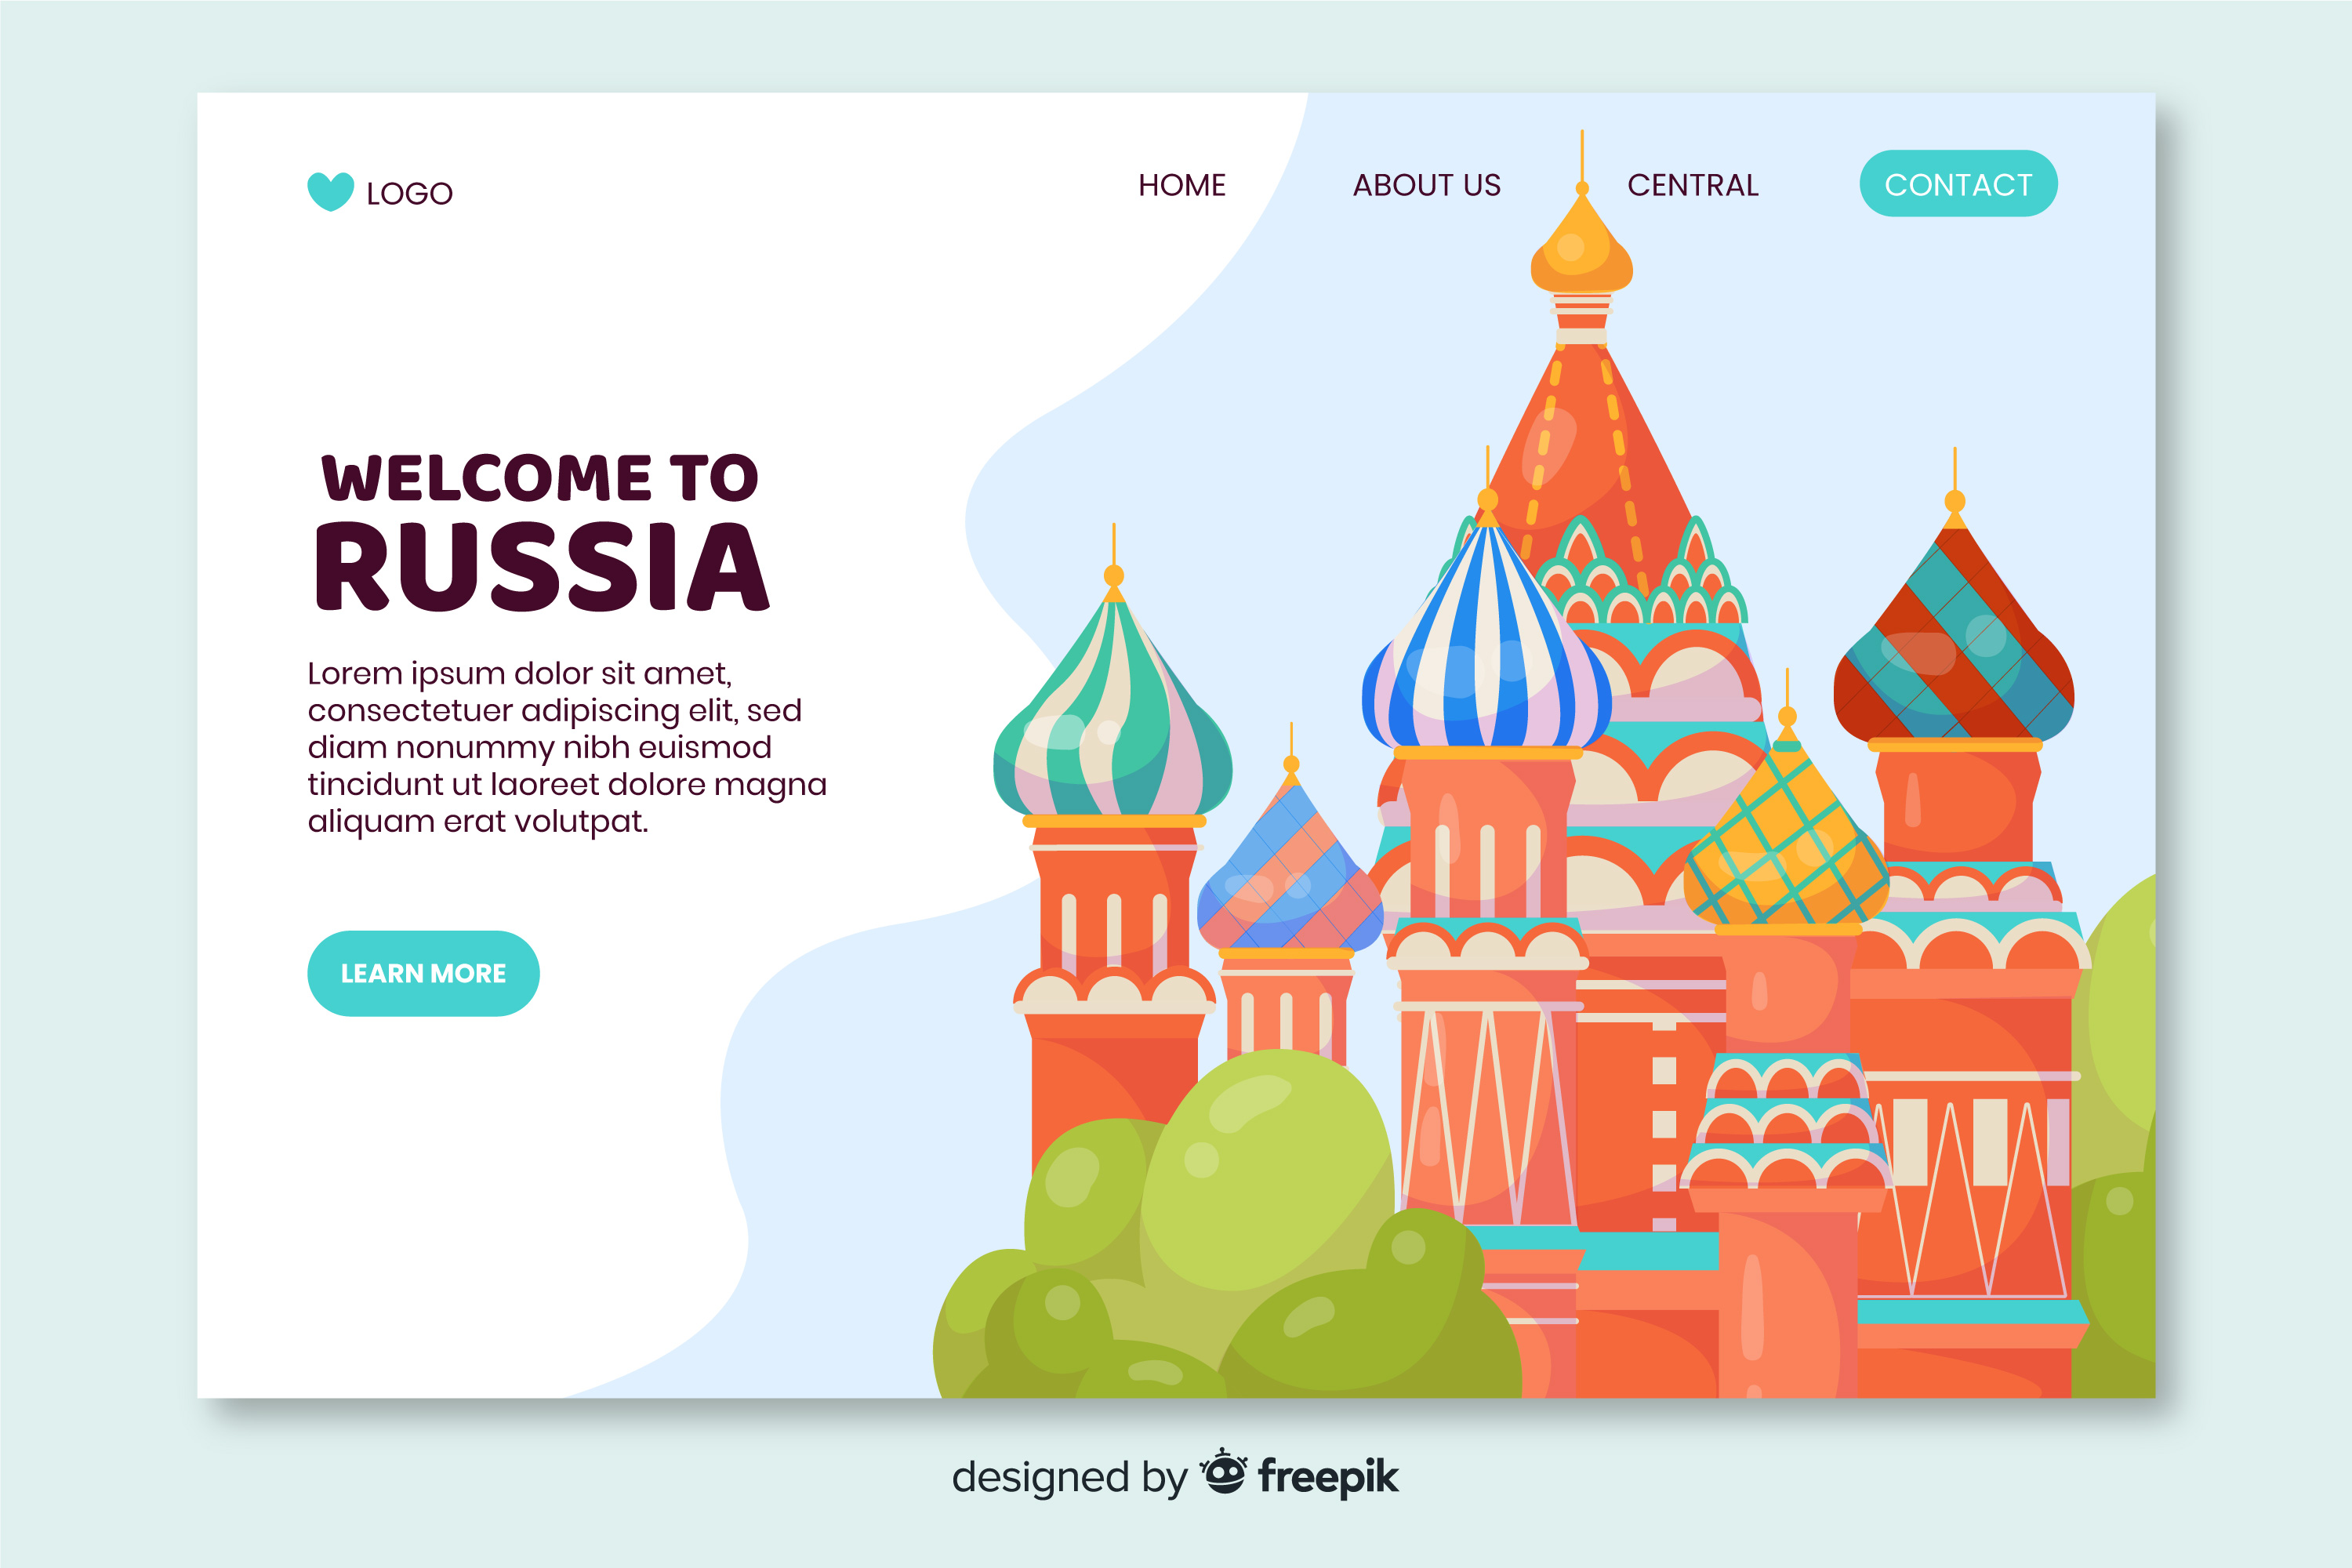 LOGO
HOME
ABOUT US
CENTRAL
CONTACT
WELCOME TO
RUSSIA
Lorem ipsum dolor sit amet,
consectetuer adipiscing elit, sed
diam nonummy nibh euismod
tincidunt ut laoreet dolore magna
aliquam erat volutpat.
LEARN MORE
designed by freepik